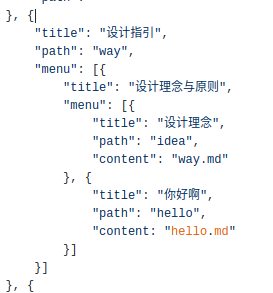 }, {
"title": "设计指引",
"path": "way",
"menu": [{
"title": "设计理念与原则",
"menu": [{
"title": "设计理念",
"path": "idea",
"content": "way.md"
}, {
"title": "你好啊",
"path": "hello",
"content: "hello.md"
}]
}]
}, {